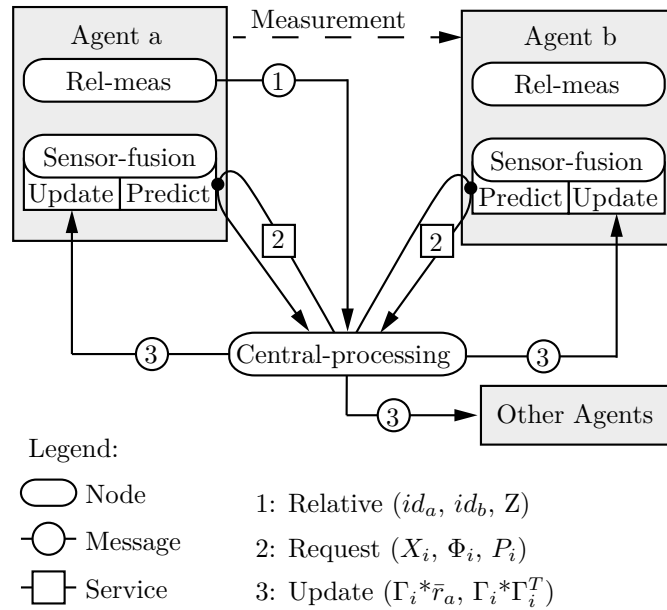 Agent a
Measurement
Agent b
Rel-meas
1
Rel-meas
Sensor-fusion
Sensor-fusion
Update
Predict
Predict
Update
2
2
3
Central-processing
3
3
Other Agents
Legend:
Node
1: Relative (id_a, id_b, Z)
Message
2: Request (X_i, Φ_i, P_i)
Service
3: Update (Γ_i*r̄_a, Γ_i*Γ_i^T)